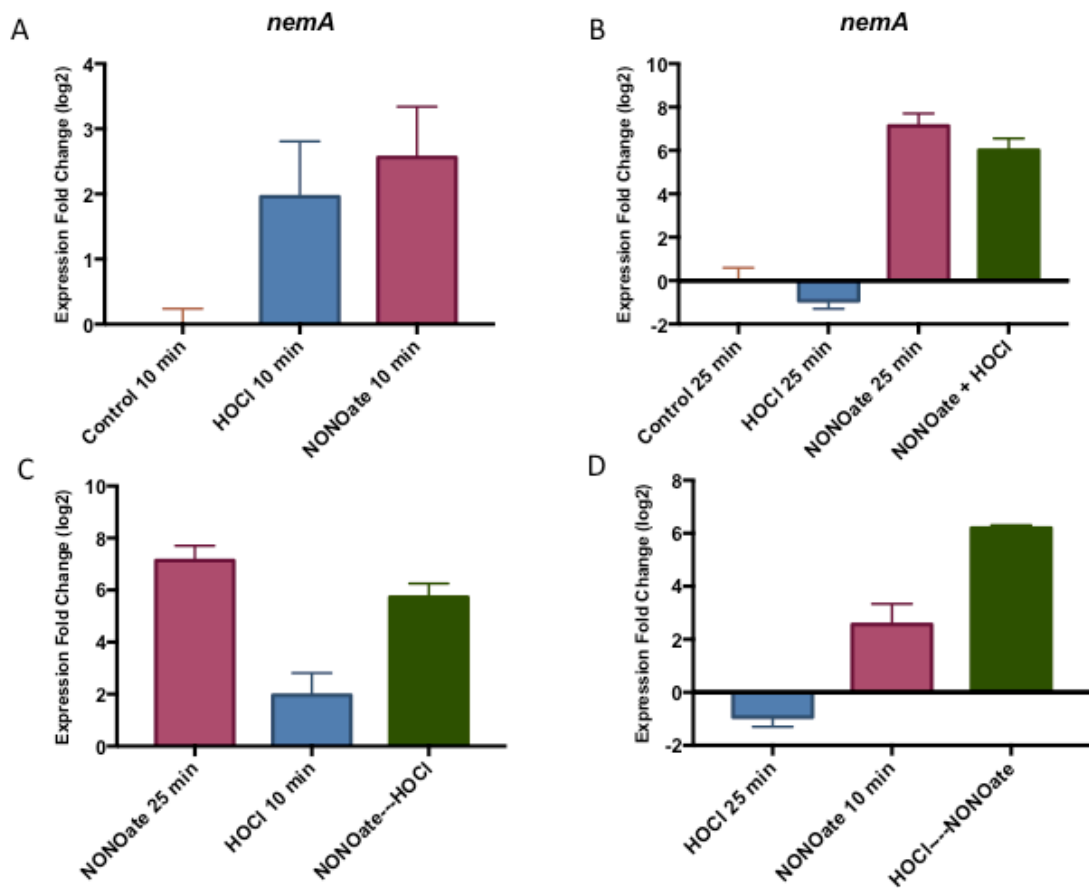 A
nemA
Expression Fold Change (log2)
4
3
2
1
0
Control 10 min
HOCl 10 min
NONOate 10 min
B
nemA
Expression Fold Change (log2)
10
8
6
4
2
0
-2
Control 25 min
HOCl 25 min
NONOate 25 min
NONOate + HOCl
C
Expression Fold Change (log2)
10
8
6
4
2
0
NONOate 25 min
HOCl 10 min
NONOate---HOCl
D
Expression Fold Change (log2)
8
6
4
2
0
-2
HOCl 25 min
NONOate 10 min
HOCl----NONOate